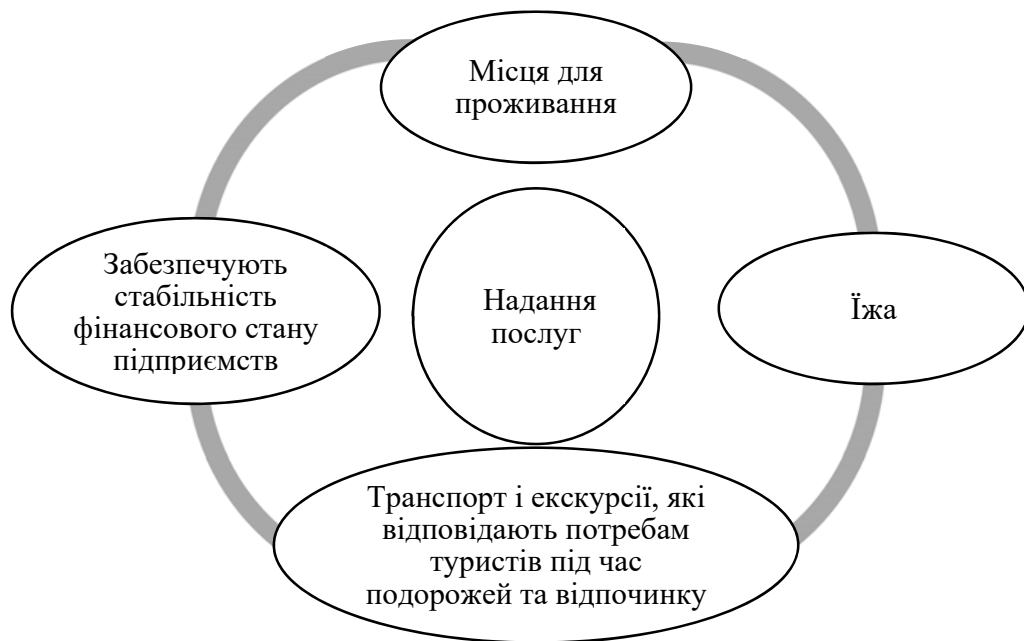 Місця для
проживання
Забезпечують
стабільність
фінансового стану
підприємств
Надання
послуг
Їжа
Транспорт і екскурсії, які
відповідають потребам
туристів під час
подорожей та відпочинку